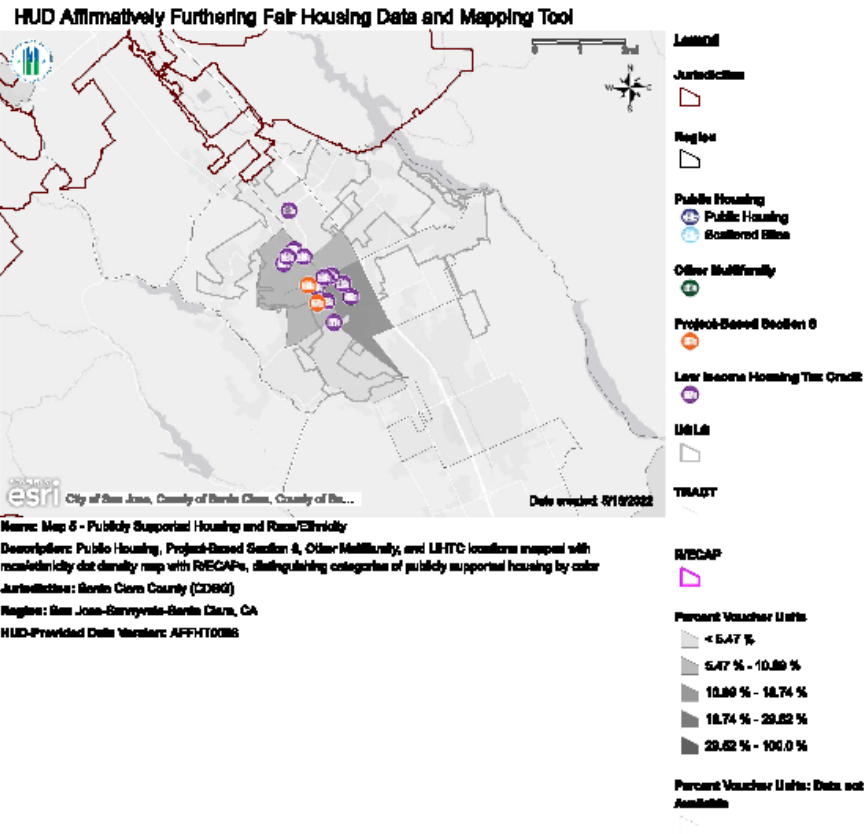 HUD Affirmatively Furthering Fair Housing Data and Mapping Tool
Legend
Jurisdiction
Region
Public Housing
Public Housing
Scattered Sites
Other Multifamily
Project-Based Section 8
Low Income Housing Tax Credit
TRACT
R/ECAP
Percent Voucher Units
< 5.47 %
5.47 % - 10.89 %
10.89 % - 18.74 %
18.74 % - 29.62 %
29.62 % - 100.0 %
Percent Voucher Units: Data not
Available
0 1 2mi
N
W E
S
esri
City of San Jose, County of Santa Clara, County of Sa...
Date created: 5/18/2022
Name: Map 5 - Publicly Supported Housing and Race/Ethnicity
Description: Public Housing, Project-Based Section 8, Other Multifamily, and LIHTC locations mapped with
race/ethnicity dot density map with R/ECAPs, distinguishing categories of publicly supported housing by color
Jurisdiction: Santa Clara County (CDBG)
Region: San Jose-Sunnyvale-Santa Clara, CA
HUD-Provided Data Version: AFFHT0006